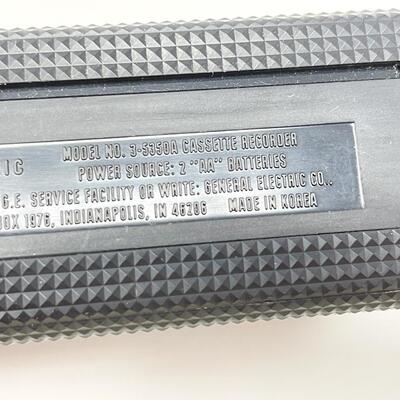 IC MODEL NO. 3-5350A CASSETTE RECORDER
POWER SOURCE: 2 "AA" BATTERIES
G.E. SERVICE FACILITY OR WRITE: GENERAL ELECTRIC CO.,
BOX 1976, INDIANAPOLIS, IN 46206 MADE IN KOREA